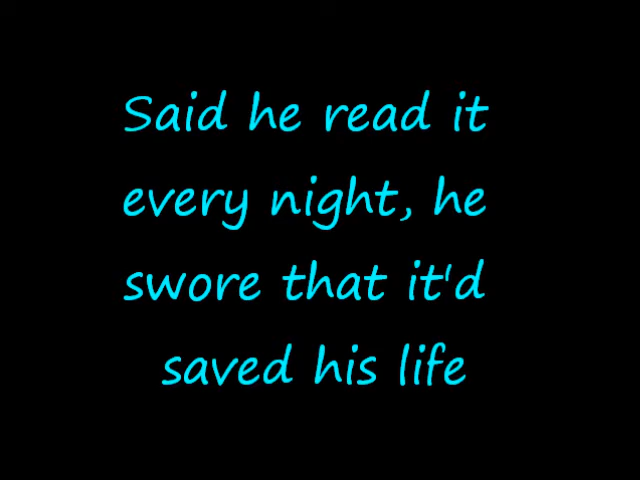 Said he read it
every night, he
swore that it'd
saved his life